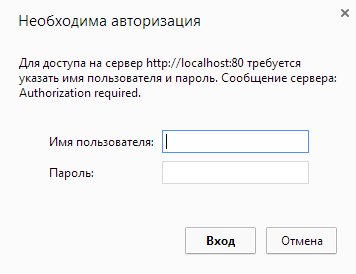 Необходима авторизация
Для доступа на сервер http://localhost:80 требуется
указать имя пользователя и пароль. Сообщение сервера:
Authorization required.
Имя пользователя:
Пароль:
Вход Отмена